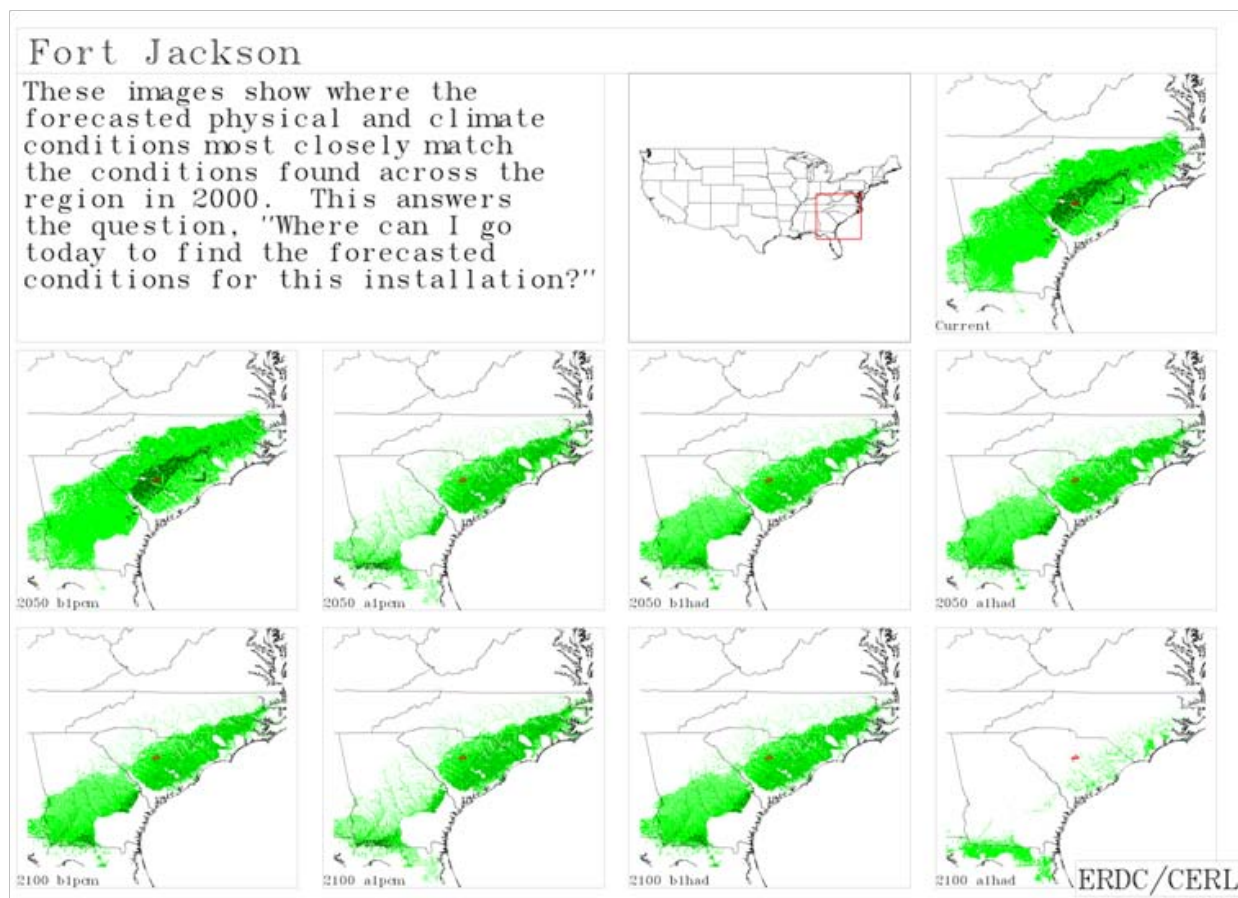 Fort Jackson
These images show where the
forecasted physical and climate
conditions most closely match
the conditions found across the
region in 2000.  This answers
the question, "Where can I go
today to find the forecasted
conditions for this installation?"
Current
2050 b1pcm
2050 a1pcm
2050 b1had
2050 a1had
2100 b1pcm
2100 a1pcm
2100 b1had
2100 a1had
ERDC/CERL